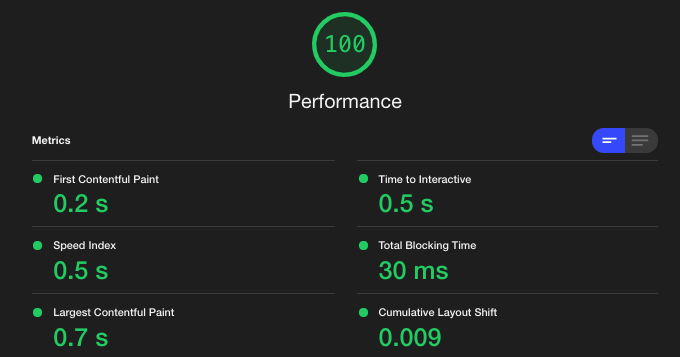 100
Performance
Metrics
First Contentful Paint
0.2 s
Time to Interactive
0.5 s
Speed Index
0.5 s
Total Blocking Time
30 ms
Largest Contentful Paint
0.7 s
Cumulative Layout Shift
0.009